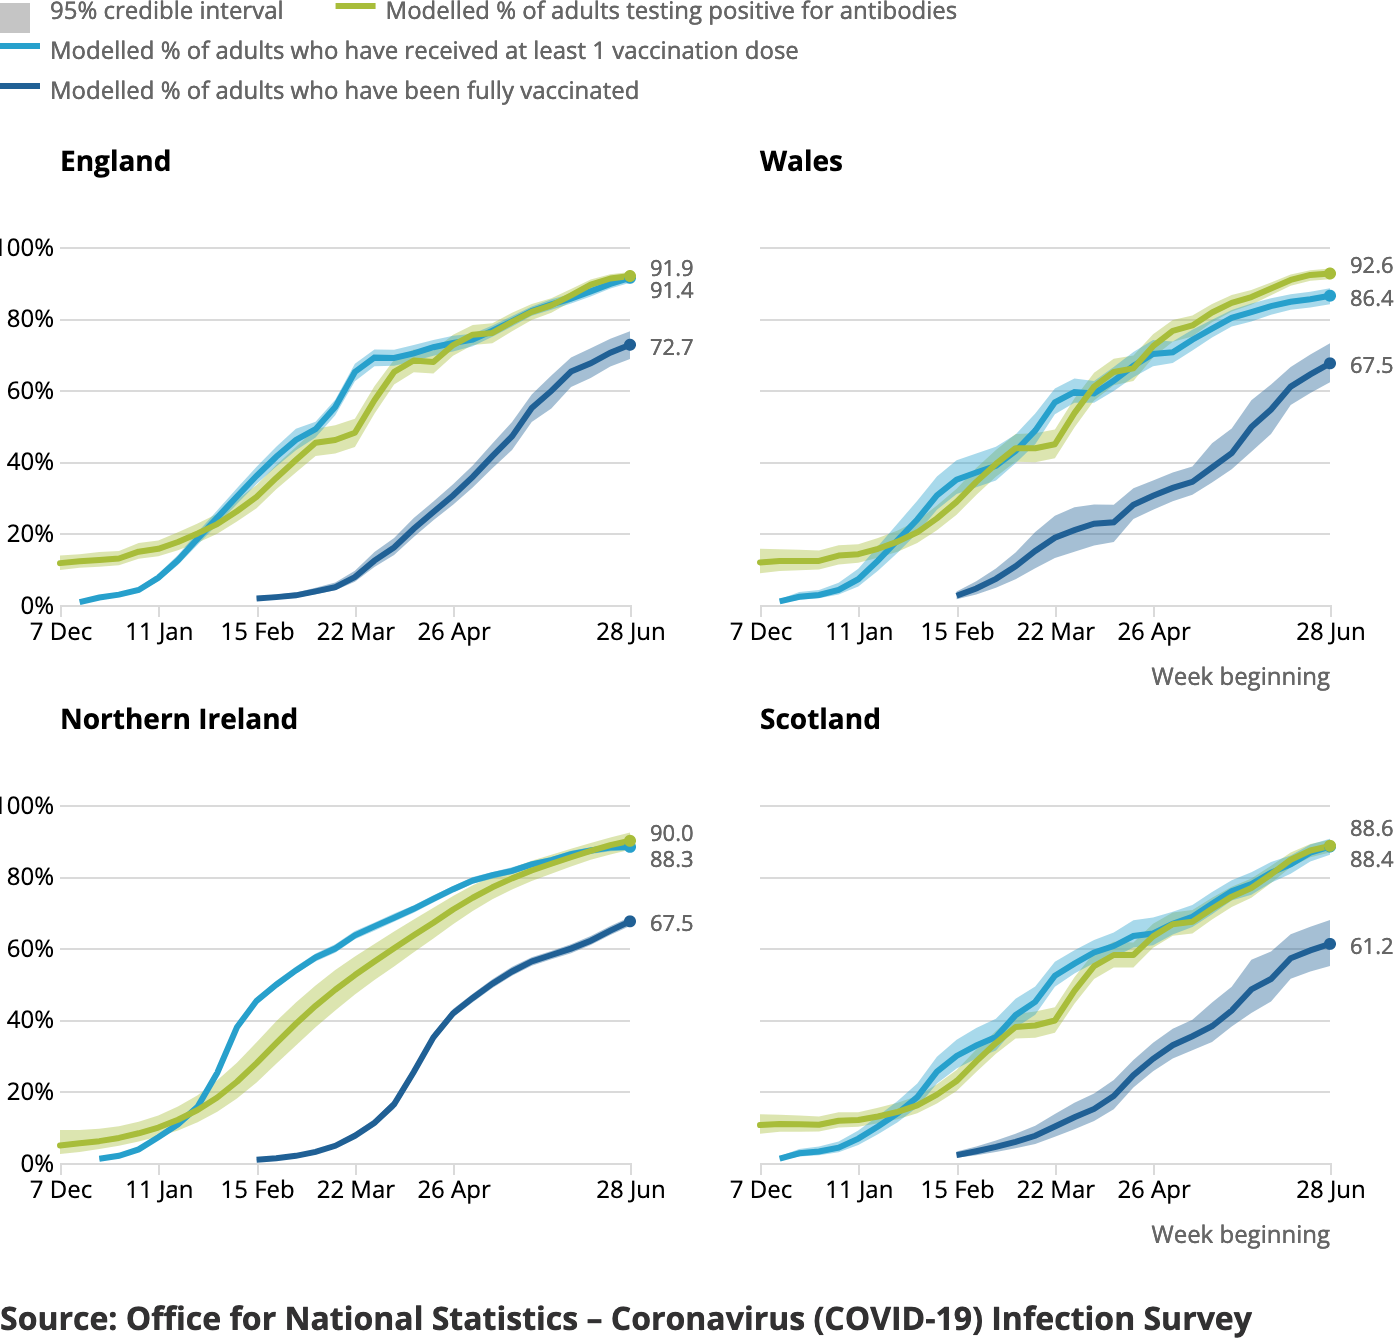 95% credible interval Modelled % of adults testing positive for antibodies
Modelled % of adults who have received at least 1 vaccination dose
Modelled % of adults who have been fully vaccinated
England
100%
80%
60%
40%
20%
0%
91.9
91.4
72.7
7 Dec 11 Jan 15 Feb 22 Mar 26 Apr 28 Jun
Wales
92.6
86.4
67.5
7 Dec 11 Jan 15 Feb 22 Mar 26 Apr 28 Jun
Week beginning
Northern Ireland
100%
80%
60%
40%
20%
0%
90.0
88.3
67.5
7 Dec 11 Jan 15 Feb 22 Mar 26 Apr 28 Jun
Scotland
88.6
88.4
61.2
7 Dec 11 Jan 15 Feb 22 Mar 26 Apr 28 Jun
Week beginning
Source: Office for National Statistics – Coronavirus (COVID-19) Infection Survey